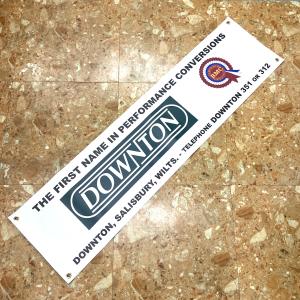 THE FIRST NAME IN PERFORMANCE CONVERSIONS
DOWNTON
BMC
DOWNTON, SALISBURY, WILTS. - TELEPHONE DOWNTON 351 OR 312